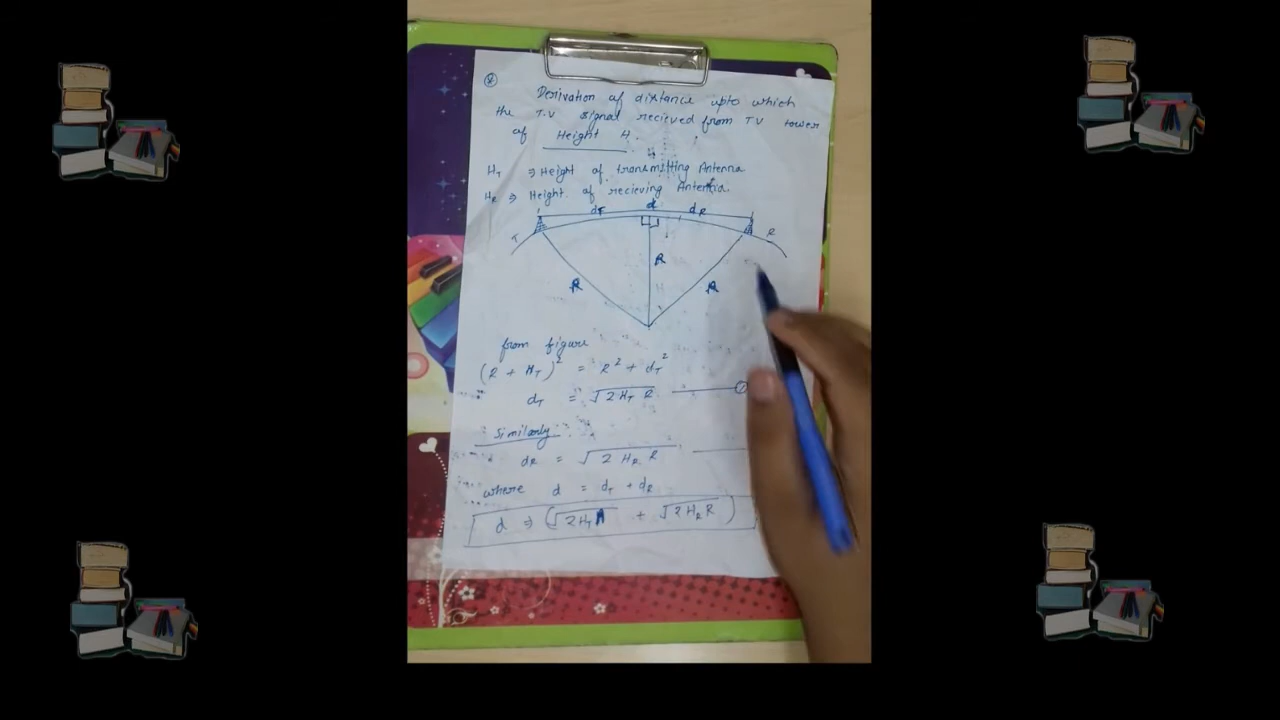 Derivation of distance upto which
the T.V signal recieved from TV tower
of Height H.
H_T ⇒ Height of transmitting Antenna
H_R ⇒ Height of recieving Antenna.
d_T d d_R
T R
R
R R
from figure
(R + H_T)² = R² + d_T²
d_T = √2H_T R
Similarly
d_R = √2 H_R R
where d = d_T + d_R
d ⇒ (√2H_T R + √2H_R R)